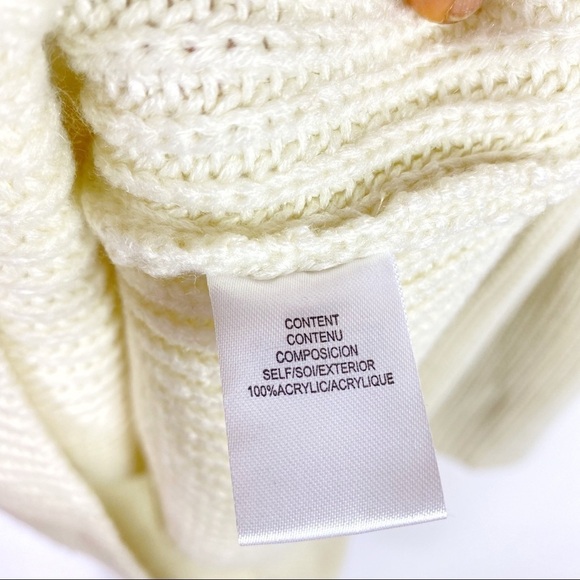 CONTENT
CONTENU
COMPOSICION
SELF/SOI/EXTERIOR
100%ACRYLIC/ACRYLIQUE